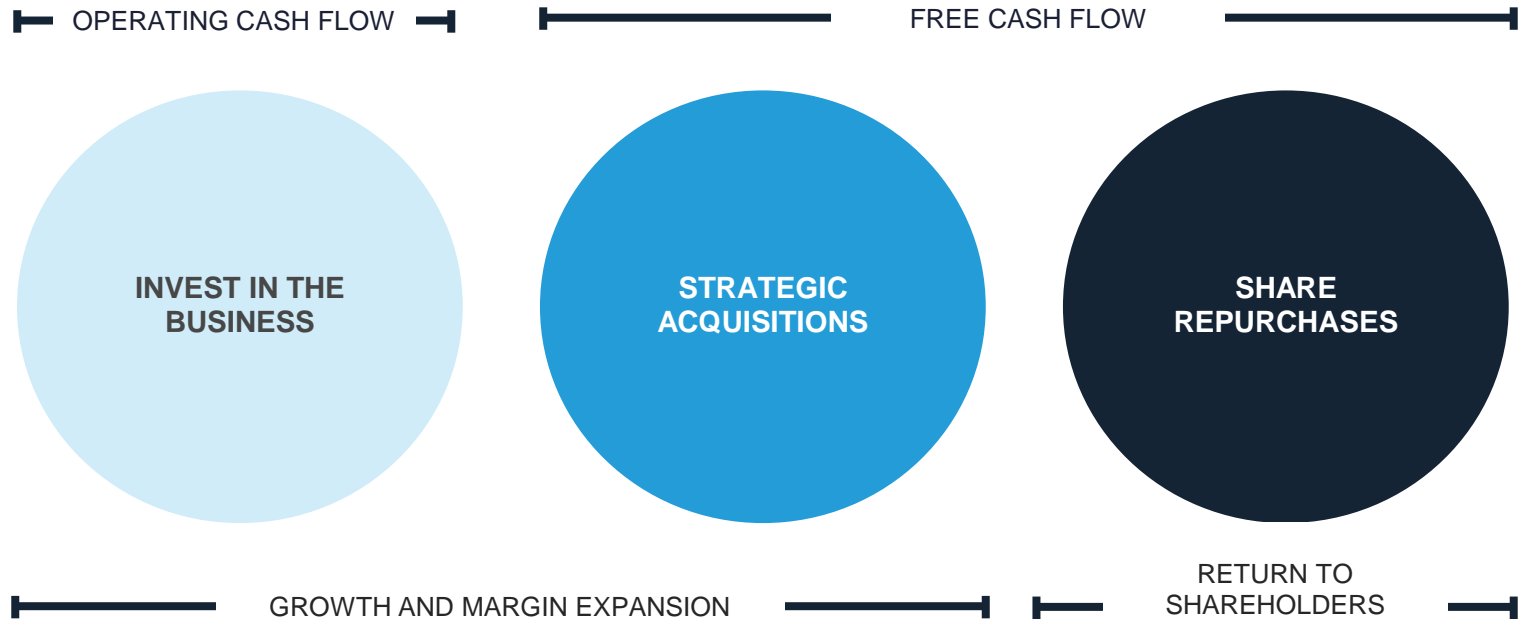 OPERATING CASH FLOW
FREE CASH FLOW
INVEST IN THE
BUSINESS
STRATEGIC
ACQUISITIONS
SHARE
REPURCHASES
GROWTH AND MARGIN EXPANSION
RETURN TO
SHAREHOLDERS